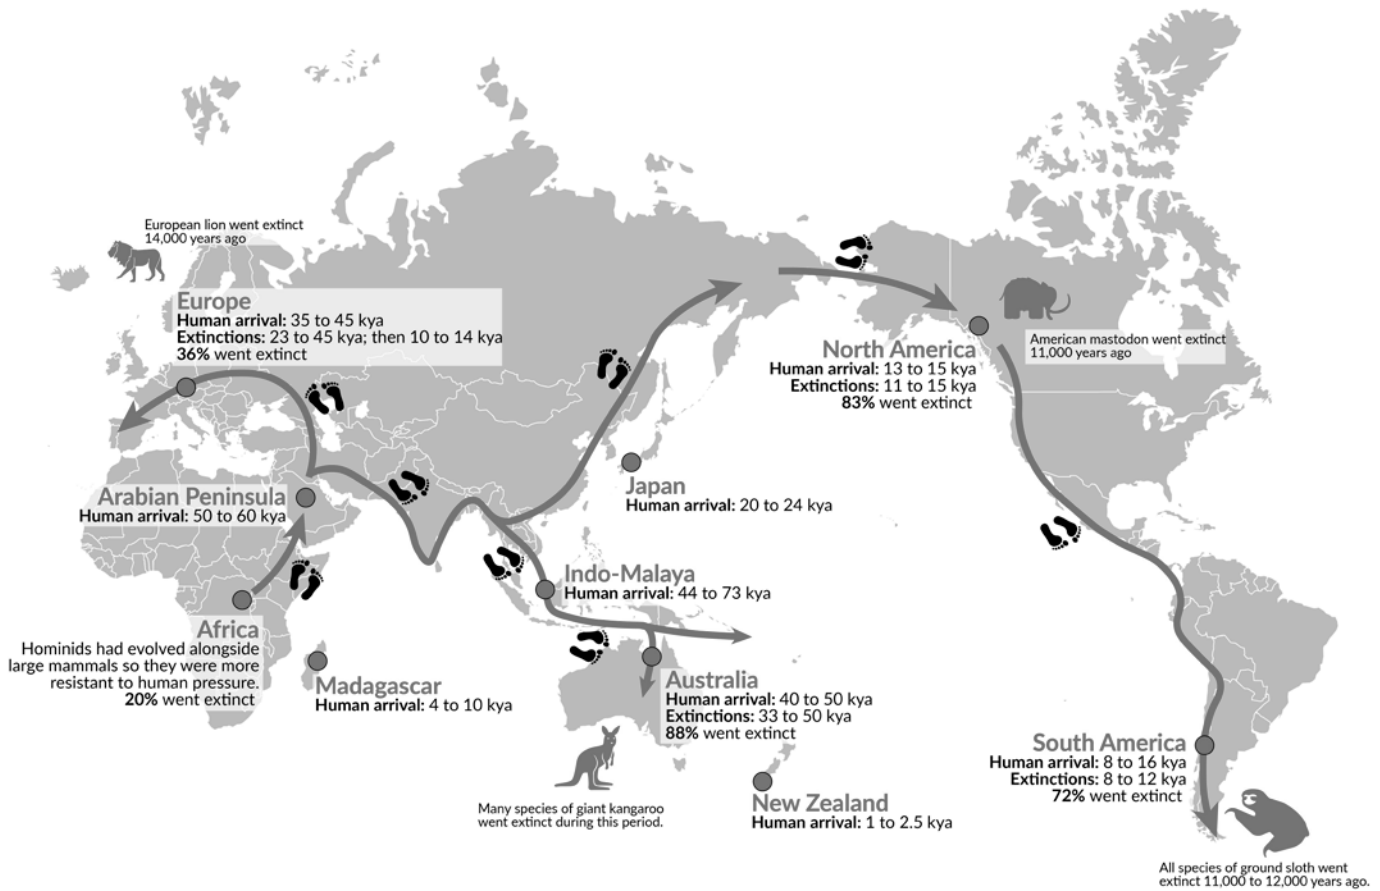 European lion went extinct
14,000 years ago
Europe
Human arrival: 35 to 45 kya
Extinctions: 23 to 45 kya; then 10 to 14 kya
36% went extinct
American mastodon went extinct
11,000 years ago
North America
Human arrival: 13 to 15 kya
Extinctions: 11 to 15 kya
83% went extinct
Arabian Peninsula
Human arrival: 50 to 60 kya
Japan
Human arrival: 20 to 24 kya
Indo-Malaya
Human arrival: 44 to 73 kya
Africa
Hominids had evolved alongside
large mammals so they were more
resistant to human pressure.
20% went extinct
Madagascar
Human arrival: 4 to 10 kya
Australia
Human arrival: 40 to 50 kya
Extinctions: 33 to 50 kya
88% went extinct
Many species of giant kangaroo
went extinct during this period.
New Zealand
Human arrival: 1 to 2.5 kya
South America
Human arrival: 8 to 16 kya
Extinctions: 8 to 12 kya
72% went extinct
All species of ground sloth went
extinct 11,000 to 12,000 years ago.